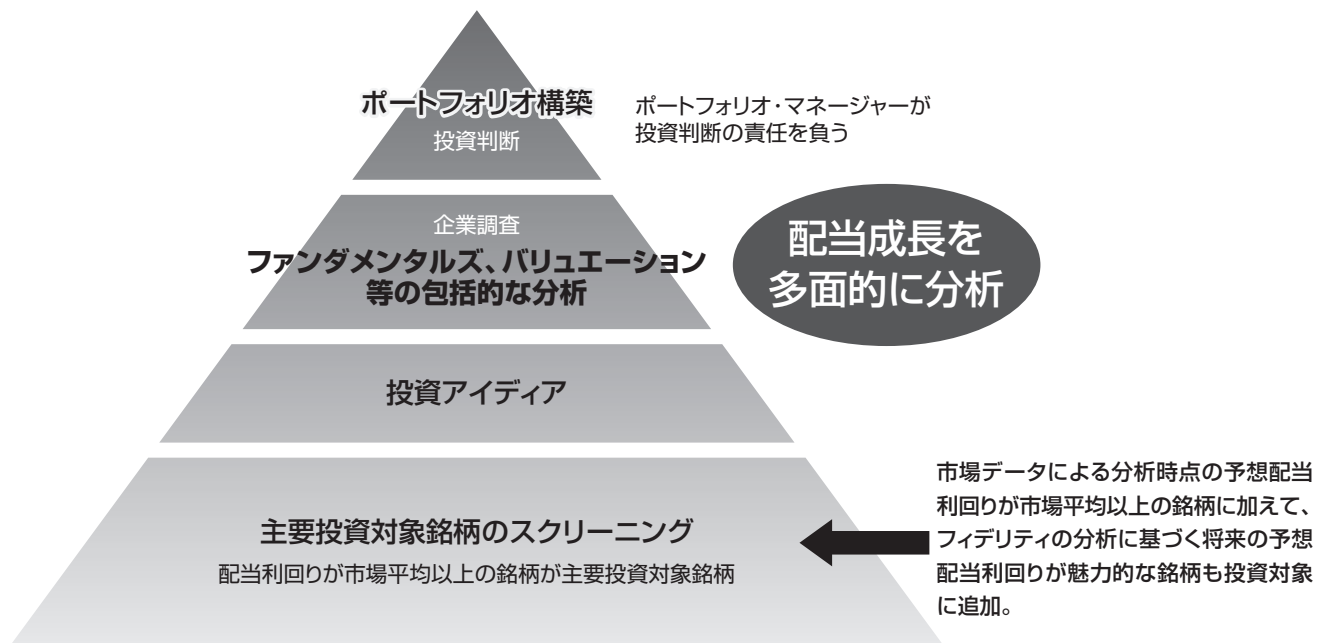 ポートフォリオ構築
投資判断
ポートフォリオ・マネージャーが
投資判断の責任を負う
企業調査
ファンダメンタルズ、バリュエーション
等の包括的な分析
配当成長を
多面的に分析
投資アイディア
主要投資対象銘柄のスクリーニング
配当利回りが市場平均以上の銘柄が主要投資対象銘柄
市場データによる分析時点の予想配当
利回りが市場平均以上の銘柄に加えて、
フィデリティの分析に基づく将来の予想
配当利回りが魅力的な銘柄も投資対象
に追加。